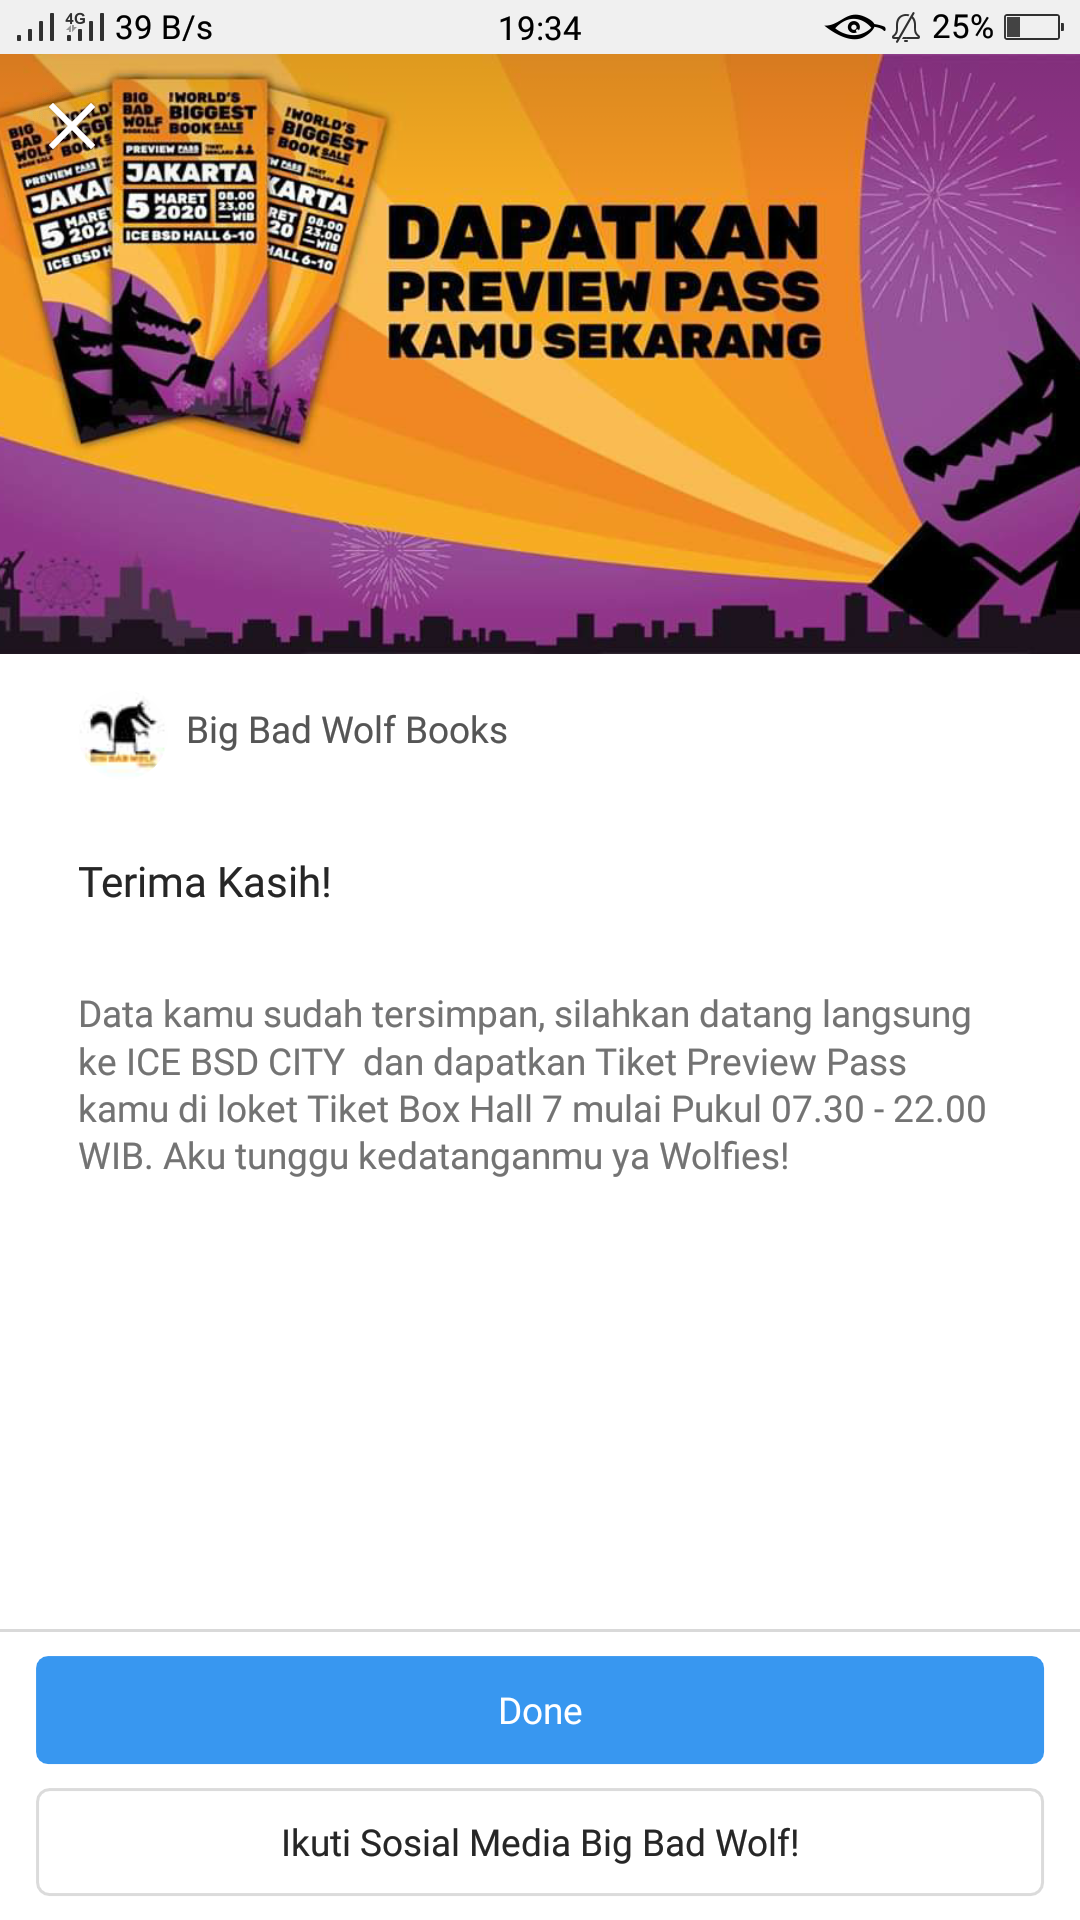 4G 39 B/s 19:34 25%
BIG BAD WOLF BOOK SALE
!WORLD'S BIGGEST BOOK SALE
PREVIEW PASS
JAKARTA
5 MARET 2020 08.00 23.00 WIB
ICE BSD HALL 6-10
!WORLD'S
BIGGEST
BOOK SALE
DAPATKAN
PREVIEW PASS
KAMU SEKARANG
Big Bad Wolf Books
Terima Kasih!
Data kamu sudah tersimpan, silahkan datang langsung
ke ICE BSD CITY  dan dapatkan Tiket Preview Pass
kamu di loket Tiket Box Hall 7 mulai Pukul 07.30 - 22.00
WIB. Aku tunggu kedatanganmu ya Wolfies!
Done
Ikuti Sosial Media Big Bad Wolf!